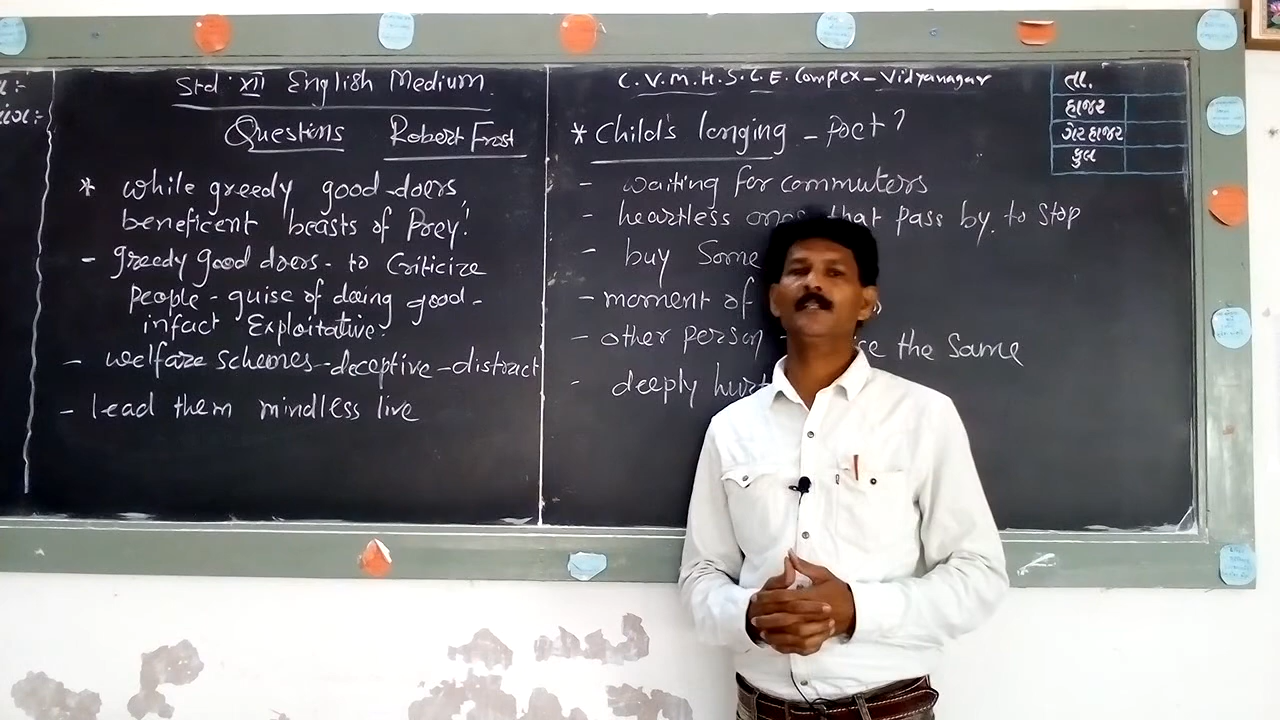 Std: XII English Medium.
Questions Robert Frost
* while greedy good-doers,
beneficent beasts of Prey!
- greedy good doers - to Criticize
people - guise of doing good -
infact Exploitative.
- welfare schemes - deceptive - distract
- lead them mindless live
C.V.M.H.S.C.E. Complex - Vidyanagar
* Child's longing - Poet?
- waiting for commuters
- heartless ones that pass by. to stop
- buy Some
- moment of
- other person - the Same
- deeply hurt
તા.
હાજર
ગેરહાજર
કુલ